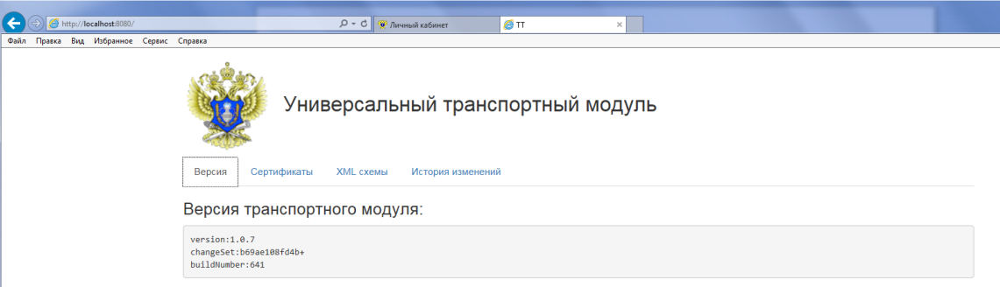 http://localhost:8080/
Личный кабинет
TT
Файл Правка Вид Избранное Сервис Справка
Универсальный транспортный модуль
Версия Сертификаты XML схемы История изменений
Версия транспортного модуля:
version:1.0.7
changeSet:b69ae108fd4b+
buildNumber:641